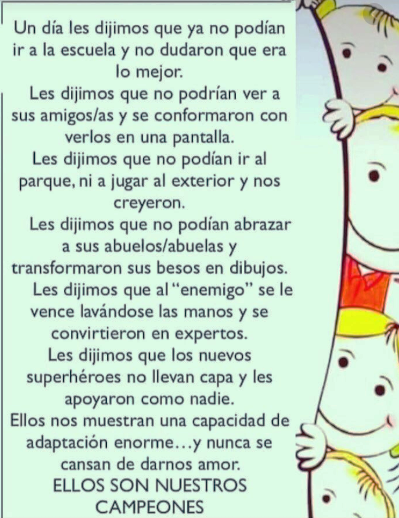 Un día les dijimos que ya no podían
ir a la escuela y no dudaron que era
lo mejor.
Les dijimos que no podrían ver a
sus amigos/as y se conformaron con
verlos en una pantalla.
Les dijimos que no podían ir al
parque, ni a jugar al exterior y nos
creyeron.
Les dijimos que no podían abrazar
a sus abuelos/abuelas y
transformaron sus besos en dibujos.
Les dijimos que al “enemigo” se le
vence lavándose las manos y se
convirtieron en expertos.
Les dijimos que los nuevos
superhéroes no llevan capa y les
apoyaron como nadie.
Ellos nos muestran una capacidad de
adaptación enorme...y nunca se
cansan de darnos amor.
ELLOS SON NUESTROS
CAMPEONES